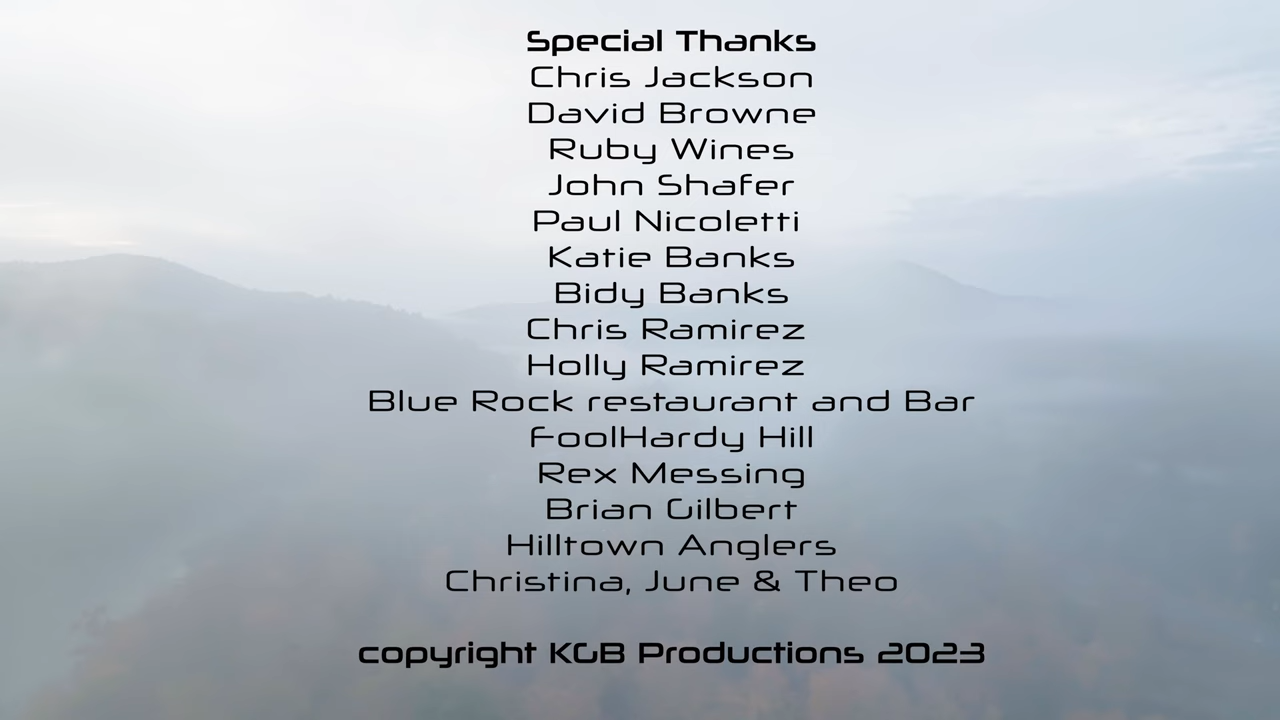 Special Thanks
Chris Jackson
David Browne
Ruby Wines
John Shafer
Paul Nicoletti
Katie Banks
Bidy Banks
Chris Ramirez
Holly Ramirez
Blue Rock restaurant and Bar
FoolHardy Hill
Rex Messing
Brian Gilbert
Hilltown Anglers
Christina, June & Theo
copyright KGB Productions 2023